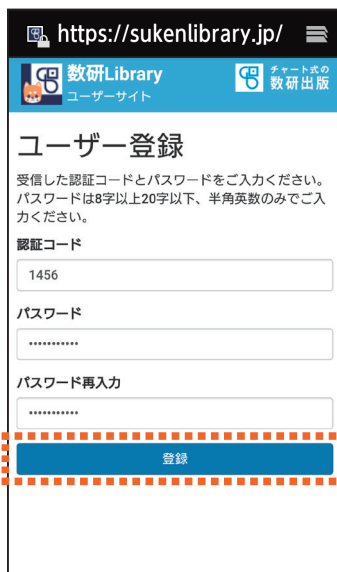 https://sukenlibrary.jp/
数研Library
ユーザーサイト
チャート式の
数研出版
ユーザー登録
受信した認証コードとパスワードをご入力ください。
パスワードは8字以上20字以下、半角英数のみでご入
力ください。
認証コード
1456
パスワード
•••••••••••
パスワード再入力
•••••••••••
登録